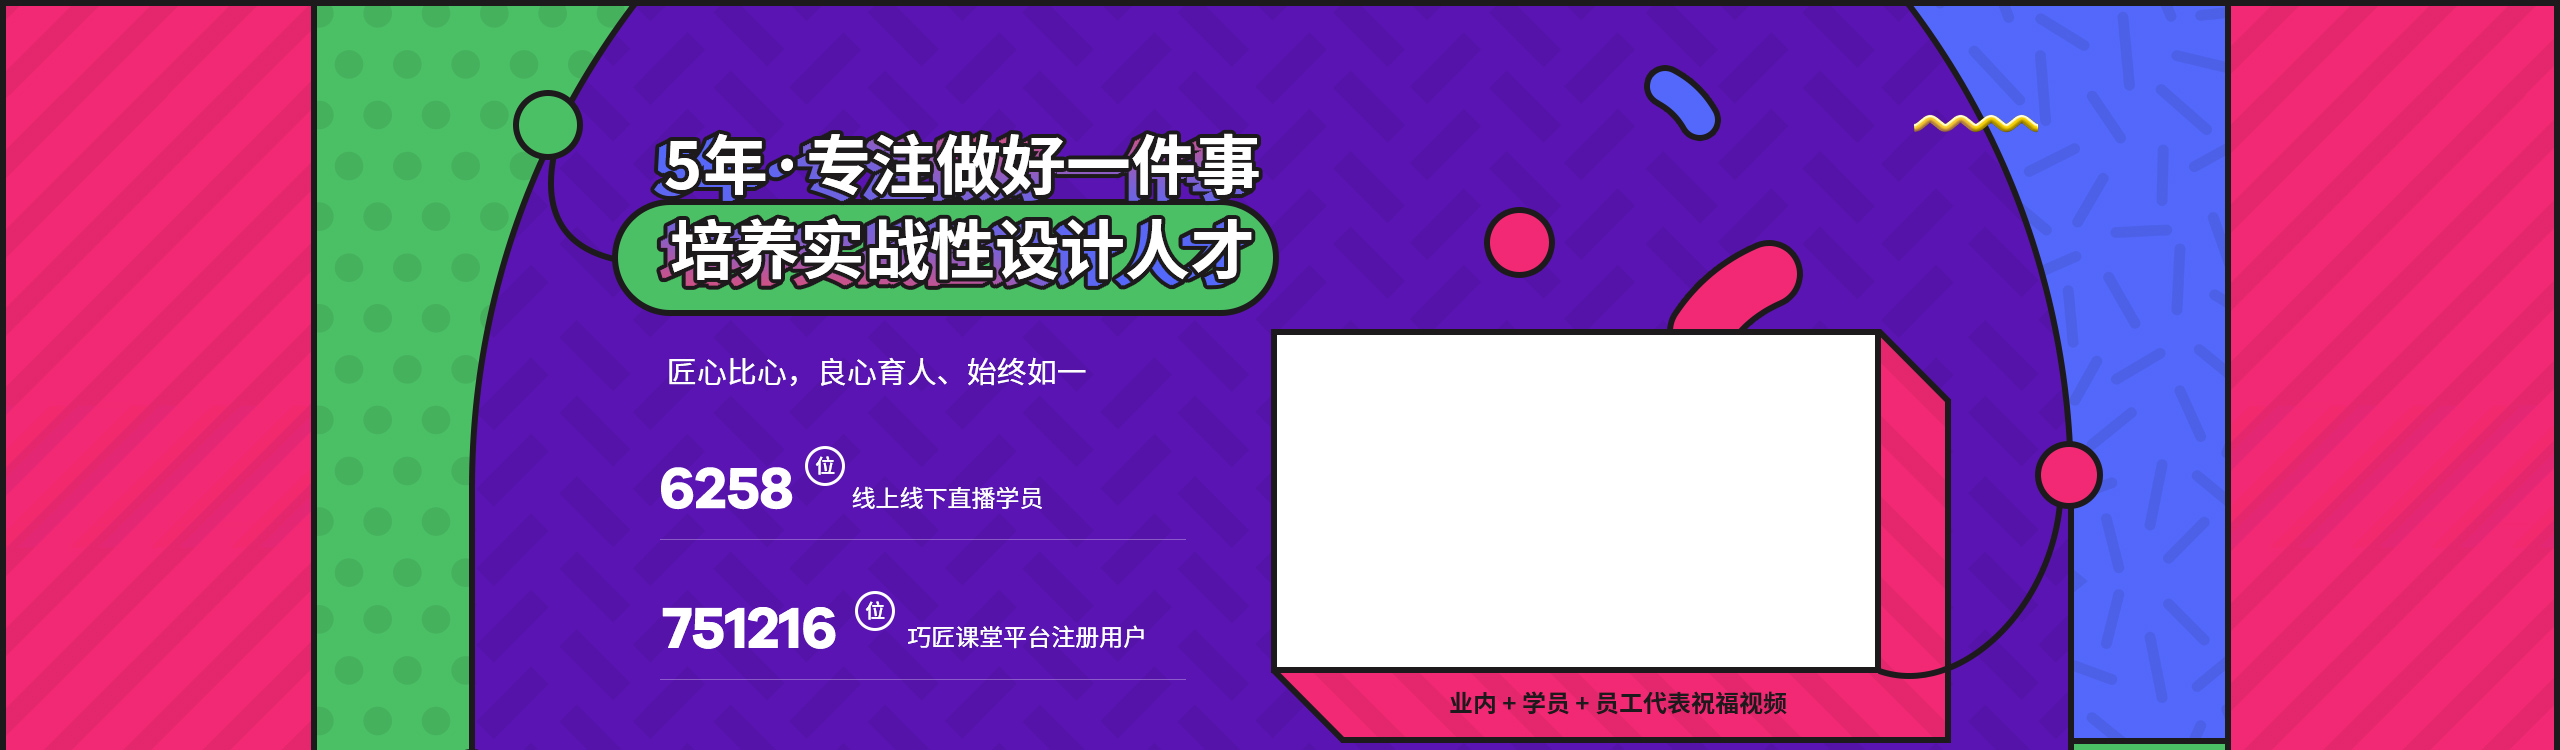 5年·专注做好一件事
培养实战性设计人才
匠心比心，良心育人、始终如一
6258 位 线上线下直播学员
751216 位 巧匠课堂平台注册用户
业内 + 学员 + 员工代表祝福视频